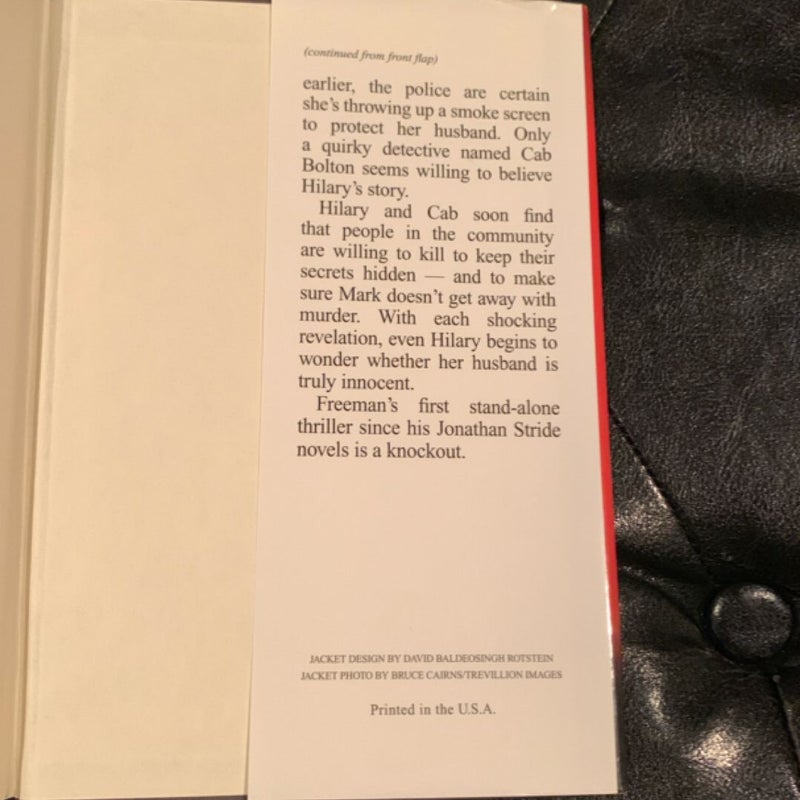 (continued from front flap)
earlier, the police are certain
she's throwing up a smoke screen
to protect her husband. Only
a quirky detective named Cab
Bolton seems willing to believe
Hilary's story.
Hilary and Cab soon find
that people in the community
are willing to kill to keep their
secrets hidden — and to make
sure Mark doesn't get away with
murder. With each shocking
revelation, even Hilary begins to
wonder whether her husband is
truly innocent.
Freeman's first stand-alone
thriller since his Jonathan Stride
novels is a knockout.
JACKET DESIGN BY DAVID BALDEOSINGH ROTSTEIN
JACKET PHOTO BY BRUCE CAIRNS/TREVILLION IMAGES
Printed in the U.S.A.